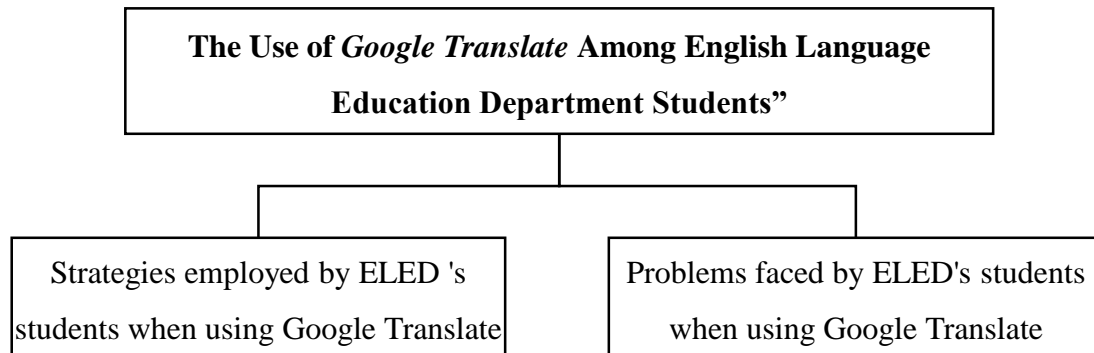 The Use of Google Translate Among English Language
Education Department Students”
Strategies employed by ELED 's
students when using Google Translate
Problems faced by ELED's students
when using Google Translate